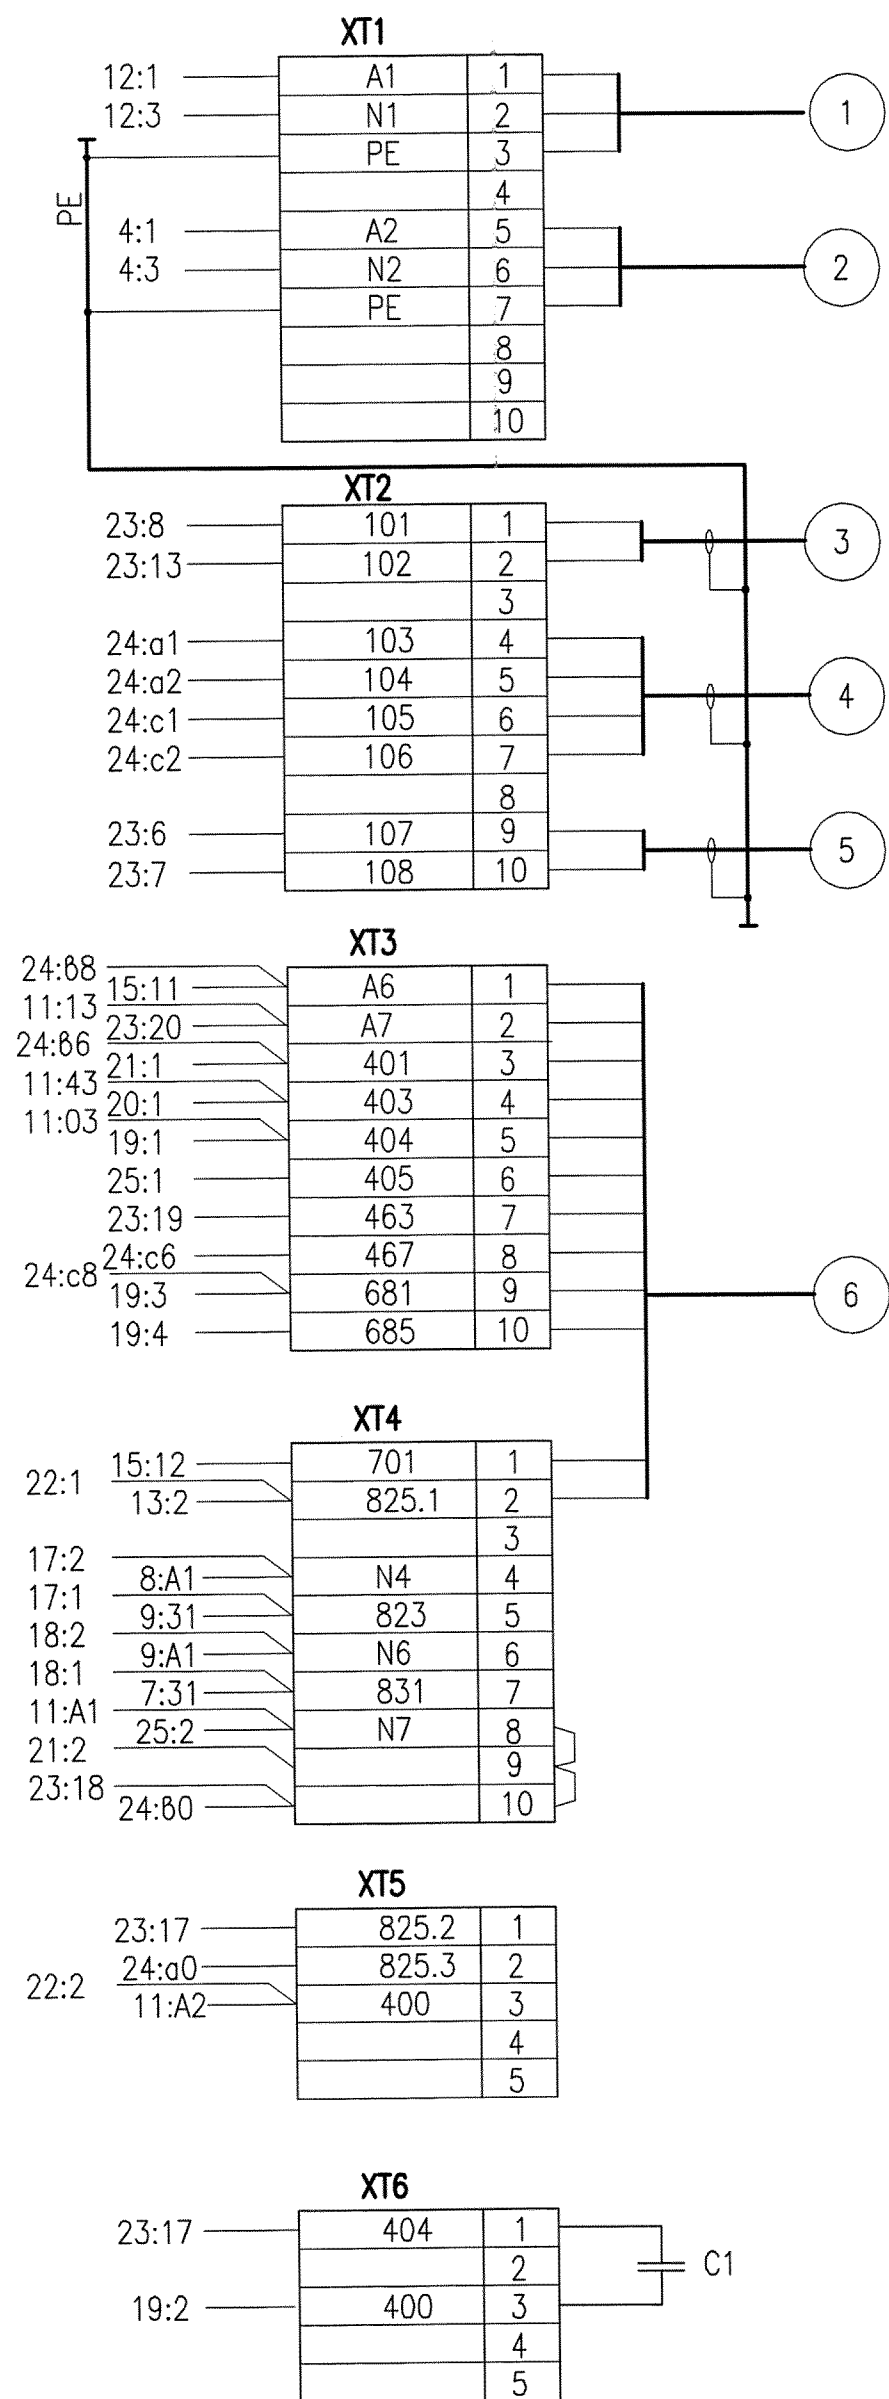 XT1
12:1 A1 1
12:3 N1 2 1
PE 3
PE
4
4:1 A2 5
4:3 N2 6 2
PE 7
8
9
10
XT2
23:8 101 1 3
23:13 102 2
3
24:a1 103 4
24:a2 104 5 4
24:c1 105 6
24:c2 106 7
8
23:6 107 9 5
23:7 108 10
XT3
24:в8
15:11 A6 1
11:13
23:20 A7 2
24:в6
21:1 401 3
11:43
20:1 403 4
11:03
19:1 404 5
25:1 405 6
23:19 463 7
24:c6 467 8
24:c8
19:3 681 9 6
19:4 685 10
XT4
15:12 701 1
22:1
13:2 825.1 2
3
17:2
8:A1 N4 4
17:1
9:31 823 5
18:2
9:A1 N6 6
18:1
7:31 831 7
11:A1
25:2 N7 8
21:2
9
23:18
24:в0 10
XT5
23:17 825.2 1
24:a0 825.3 2
22:2
11:A2 400 3
4
5
XT6
23:17 404 1
2 C1
19:2 400 3
4
5